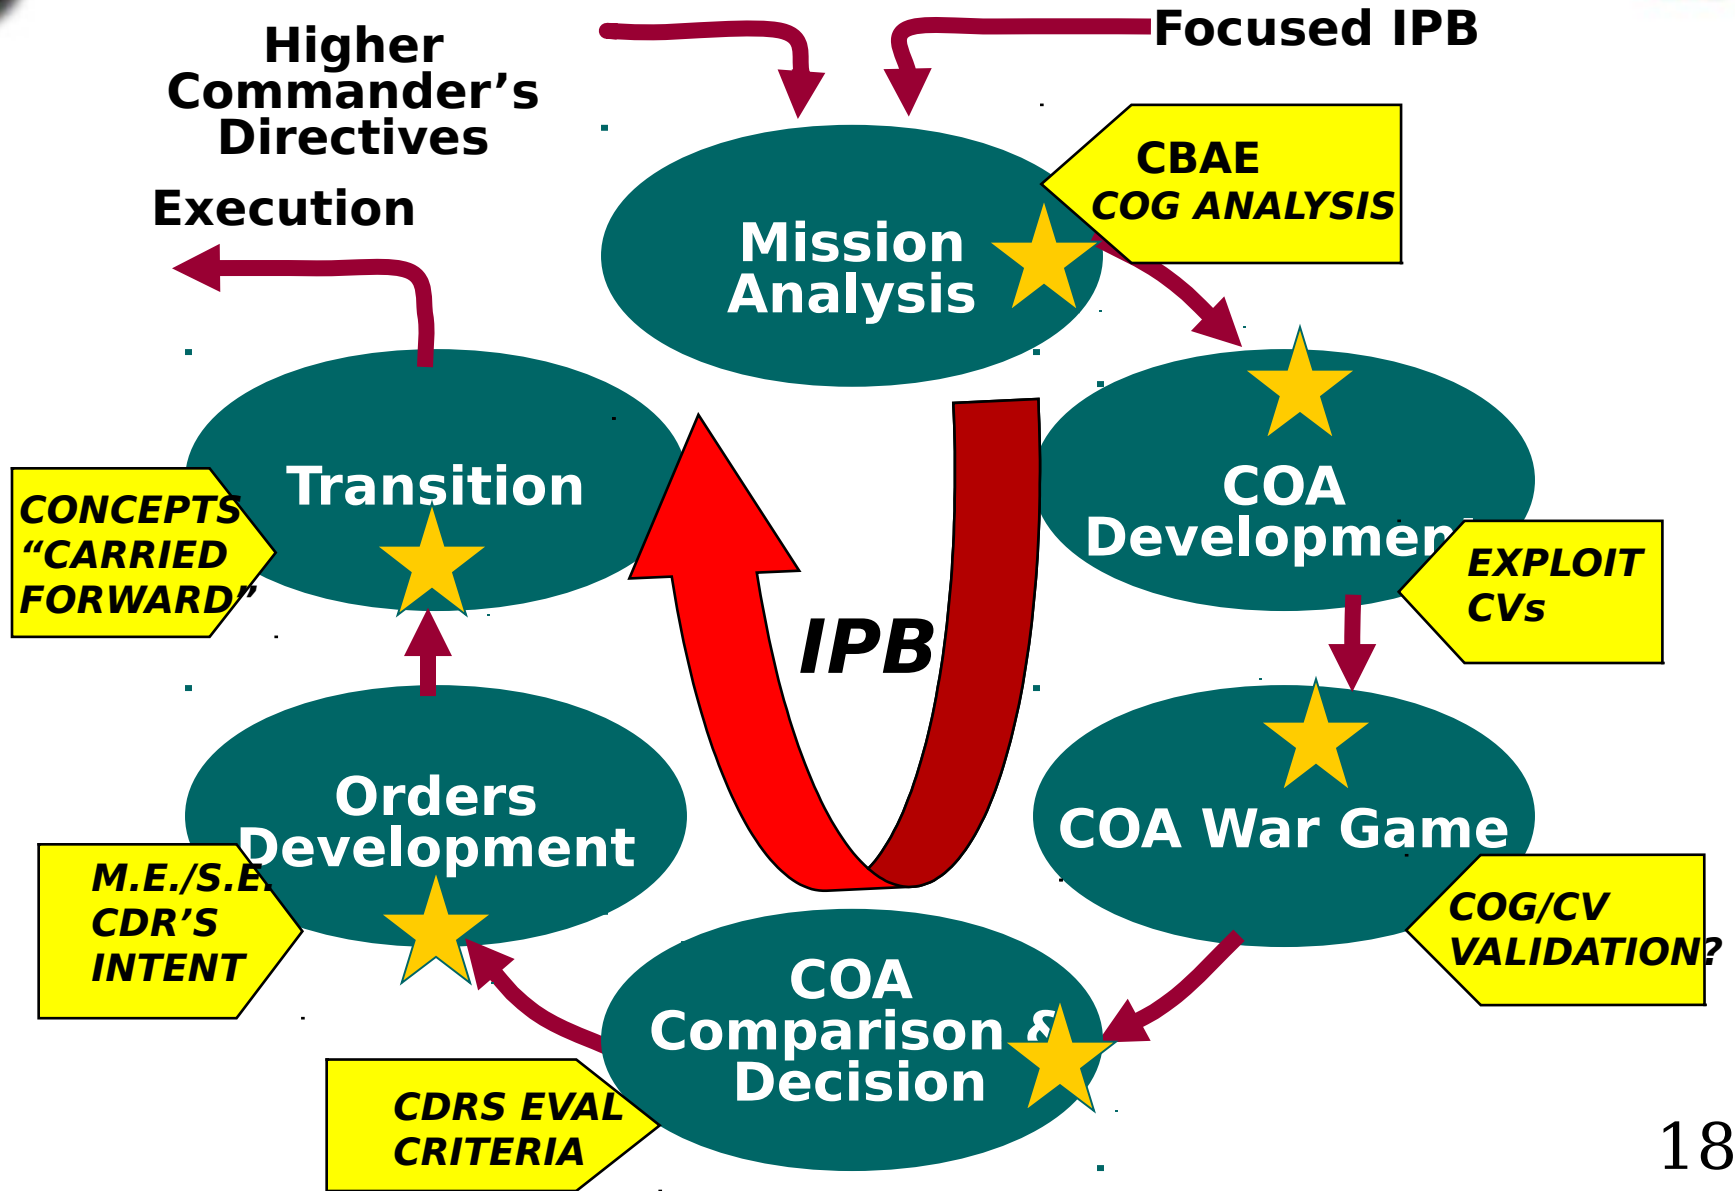 Higher
Commander’s
Directives
Focused IPB
Execution
CBAE
COG ANALYSIS
Mission
Analysis
Transition
COA
Development
CONCEPTS
“CARRIED
FORWARD”
EXPLOIT
CVs
IPB
Orders
Development
COA War Game
M.E./S.E.
CDR’S
INTENT
COG/CV
VALIDATION?
COA
Comparison &
Decision
CDRS EVAL
CRITERIA
18